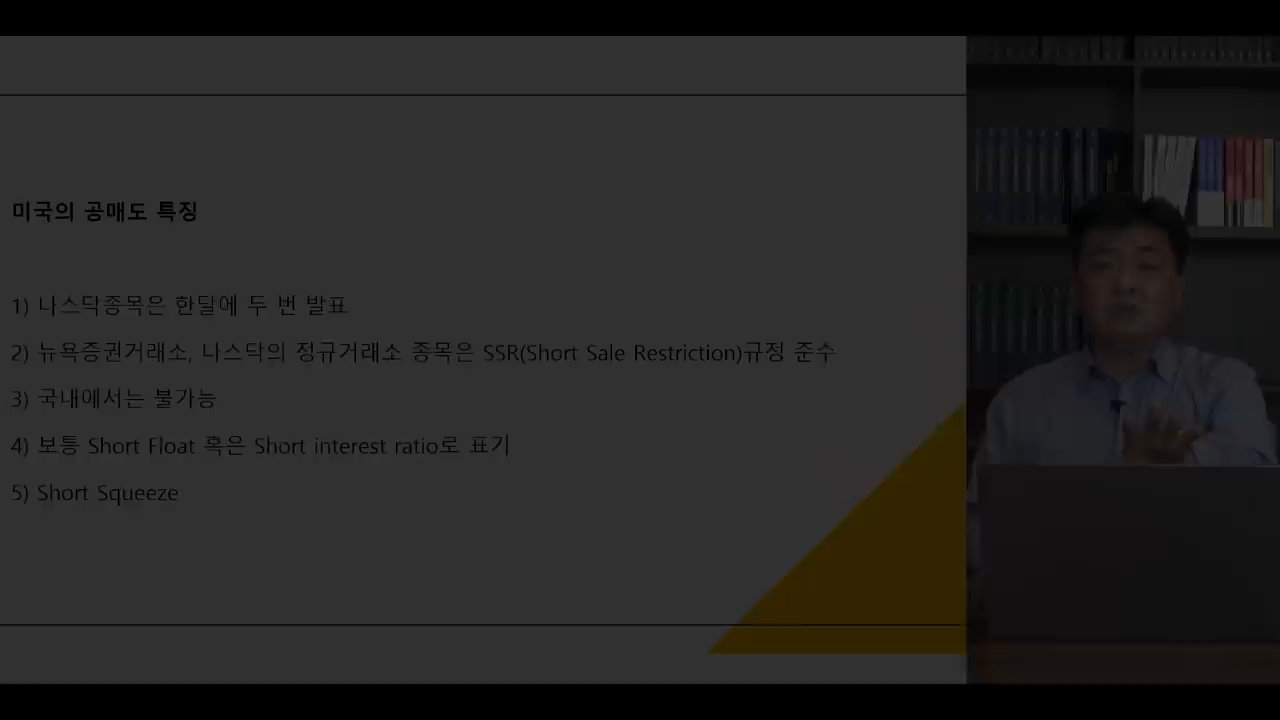 미국의 공매도 특징
1) 나스닥종목은 한달에 두 번 발표
2) 뉴욕증권거래소, 나스닥의 정규거래소 종목은 SSR(Short Sale Restriction)규정 준수
3) 국내에서는 불가능
4) 보통 Short Float 혹은 Short interest ratio로 표기
5) Short Squeeze